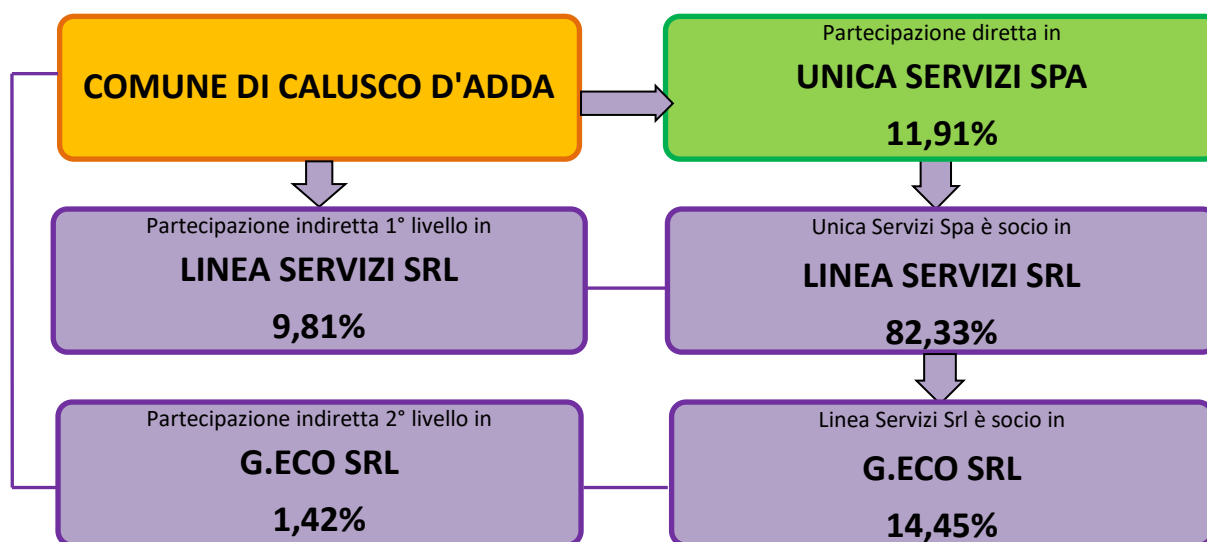 COMUNE DI CALUSCO D'ADDA
Partecipazione diretta in
UNICA SERVIZI SPA
11,91%
Partecipazione indiretta 1° livello in
LINEA SERVIZI SRL
9,81%
Unica Servizi Spa è socio in
LINEA SERVIZI SRL
82,33%
Partecipazione indiretta 2° livello in
G.ECO SRL
1,42%
Linea Servizi Srl è socio in
G.ECO SRL
14,45%